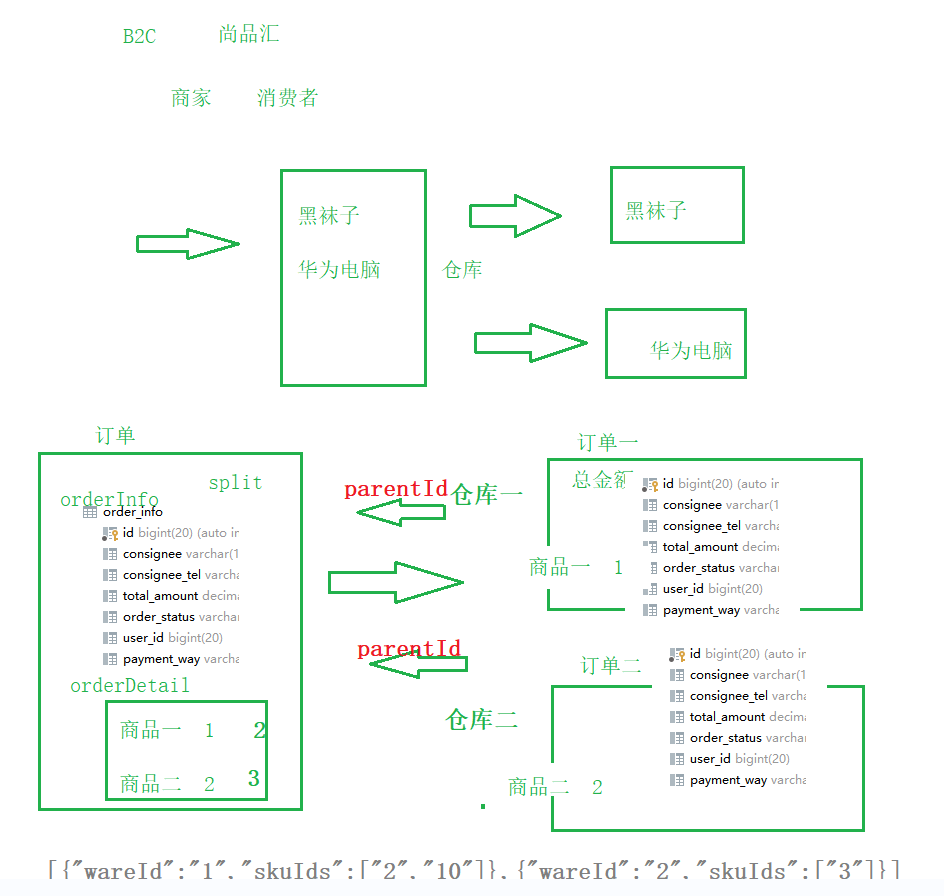 B2C 尚品汇
商家 消费者
黑袜子
华为电脑
仓库
黑袜子
华为电脑
订单
split
orderInfo
order_info
id bigint(20) (auto in
consignee varchar(1
consignee_tel varcha
total_amount decima
order_status varchar
user_id bigint(20)
payment_way varcha
orderDetail
商品一 1 2
商品二 2 3
parentId
仓库一
parentId
仓库二
订单一
总金额
id bigint(20) (auto in
consignee varchar(1
consignee_tel varcha
total_amount decima
order_status varchar
user_id bigint(20)
payment_way varcha
商品一 1
订单二
id bigint(20) (auto in
consignee varchar(1
consignee_tel varcha
total_amount decima
order_status varchar
user_id bigint(20)
payment_way varcha
商品二 2
[{"wareId":"1","skuIds":["2","10"]},{"wareId":"2","skuIds":["3"]}]